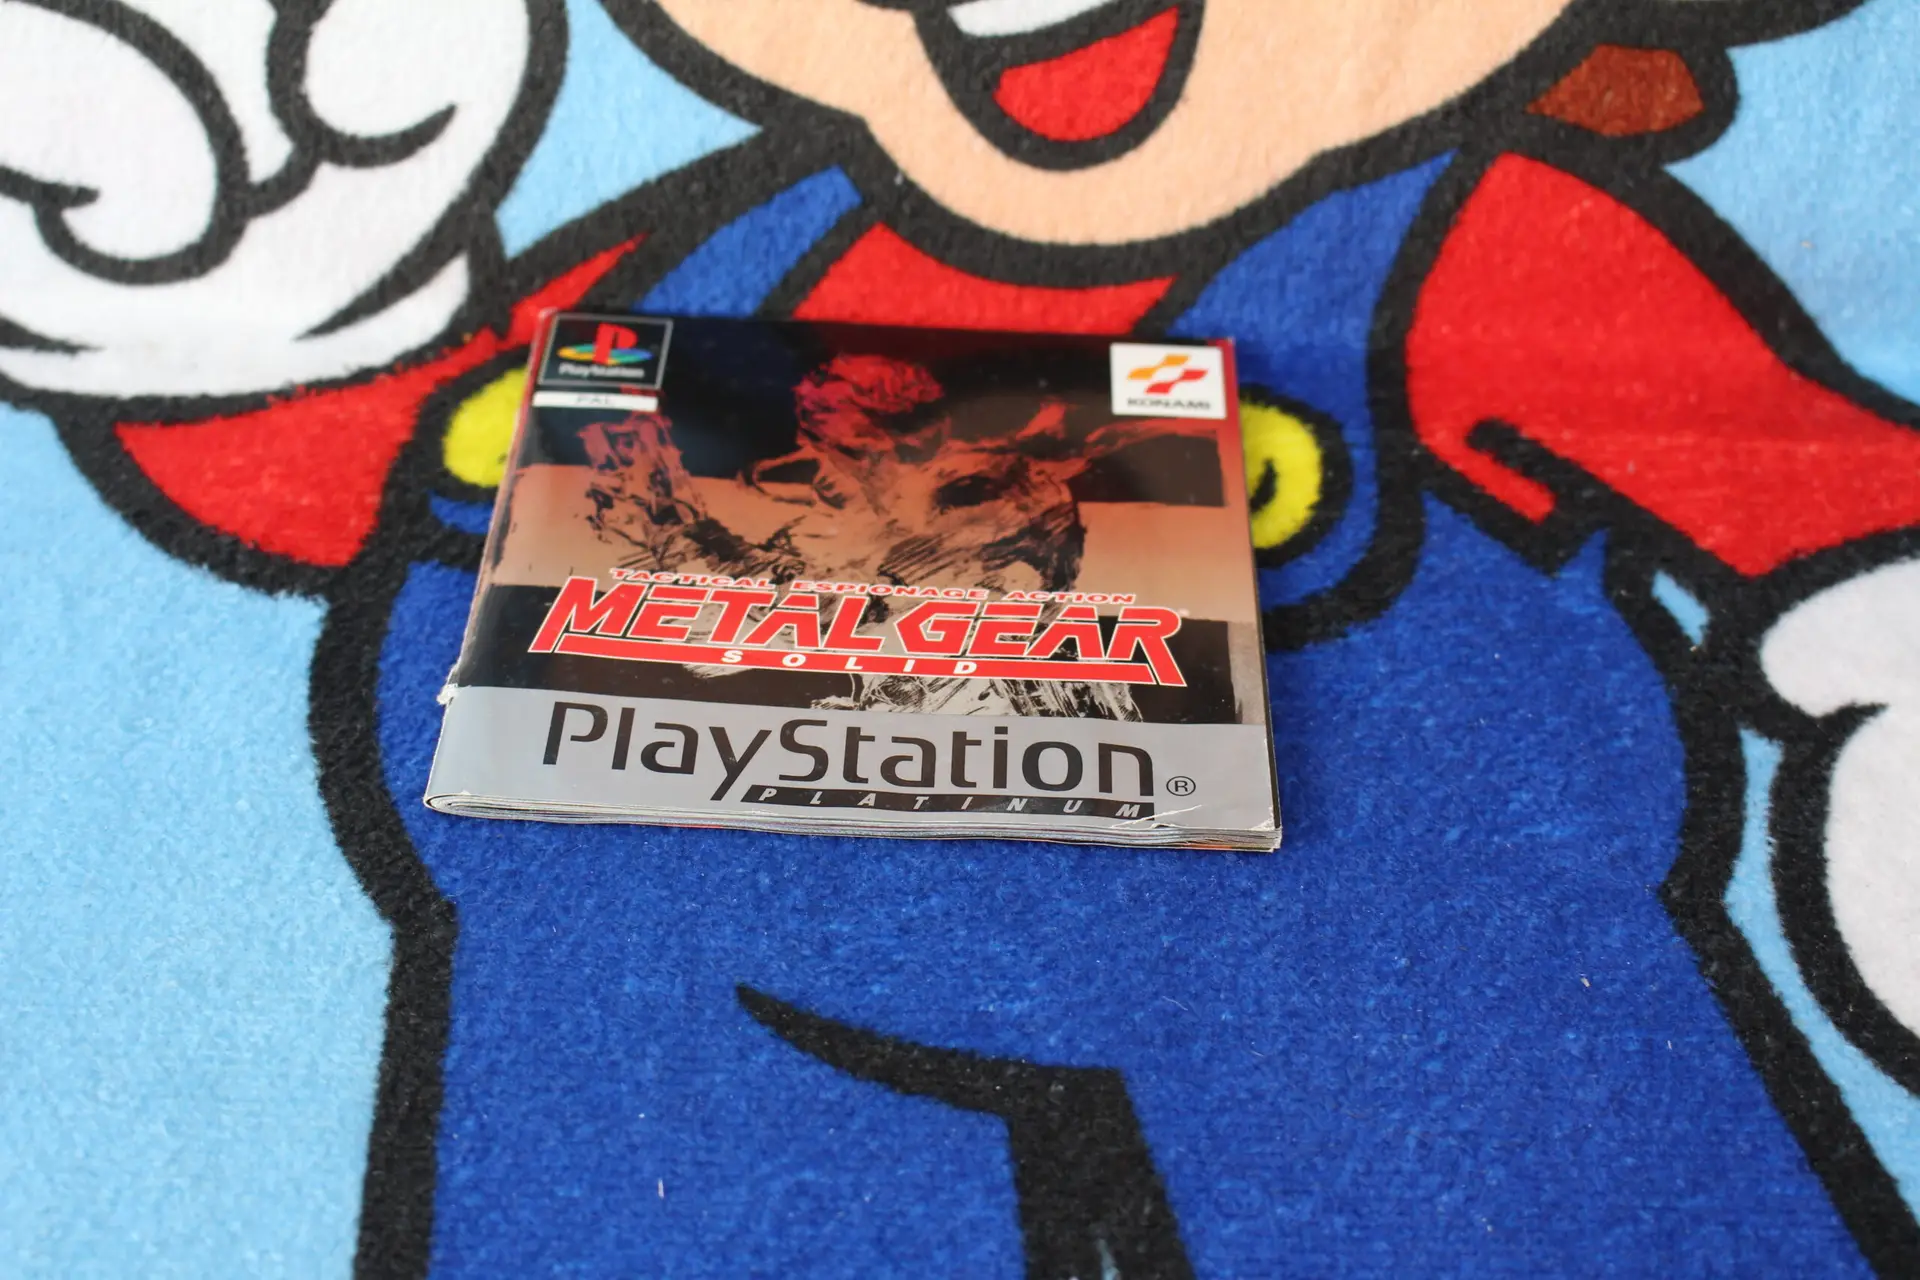 PlayStation
PAL
KONAMI
TACTICAL ESPIONAGE ACTION
METAL GEAR
SOLID
PlayStation®
PLATINUM